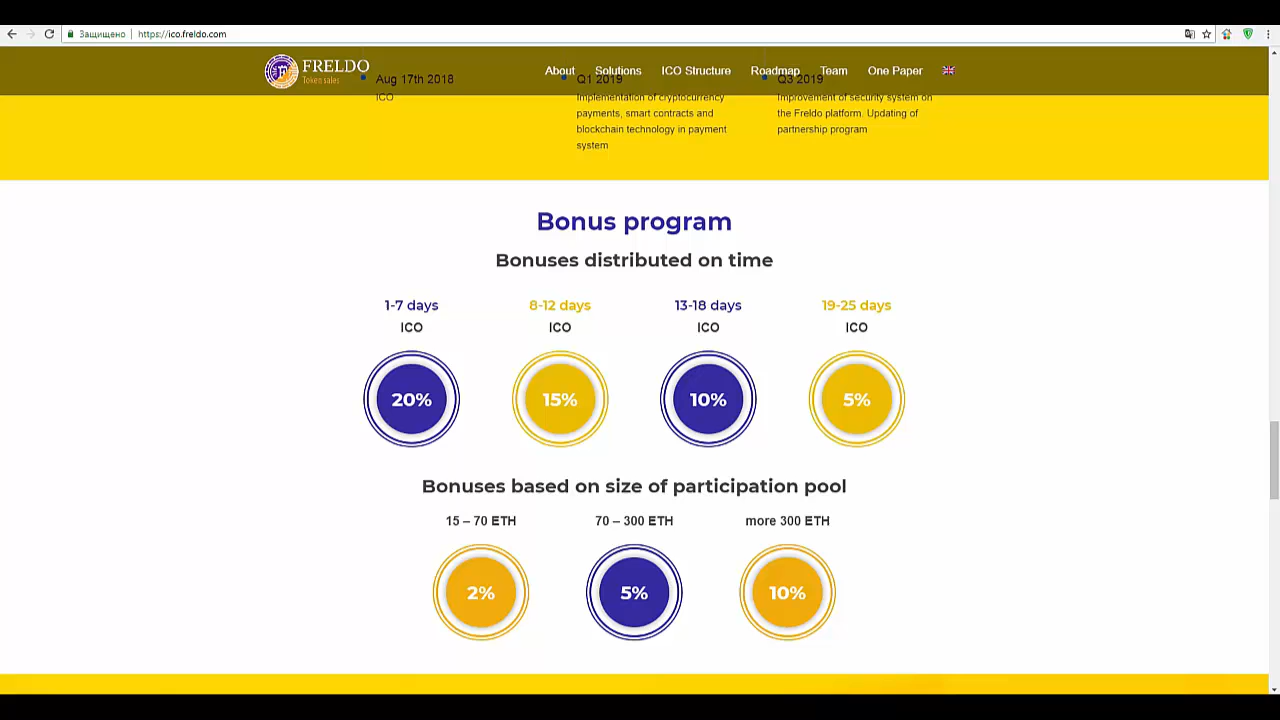 Защищено https://ico.freldo.com
FRELDO
Token sales
About Solutions ICO Structure Roadmap Team One Paper
Aug 17th 2018
ICO
Q1 2019
Implementation of cryptocurrency
payments, smart contracts and
blockchain technology in payment
system
Q3 2019
Improvement of security system on
the Freldo platform. Updating of
partnership program
Bonus program
Bonuses distributed on time
1-7 days 8-12 days 13-18 days 19-25 days
ICO ICO ICO ICO
20% 15% 10% 5%
Bonuses based on size of participation pool
15 – 70 ETH 70 – 300 ETH more 300 ETH
2% 5% 10%